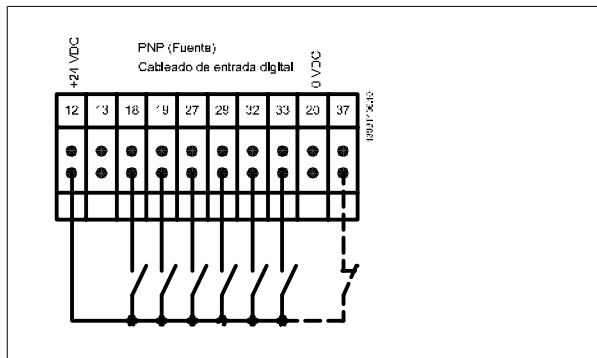 +24 VDC
PNP (Fuente)
Cableado de entrada digital
0 VDC
12 13 18 19 27 29 32 33 20 37